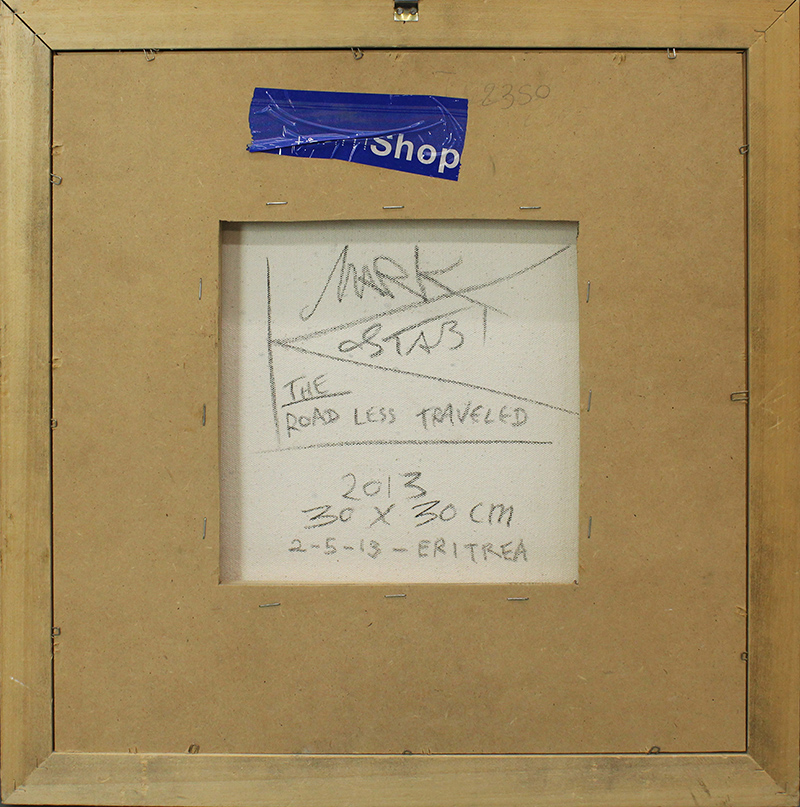 2350
Shop
MARK
STAB
THE
ROAD LESS TRAVELED
2013
30 X 30 CM
2-5-13 - ERITREA